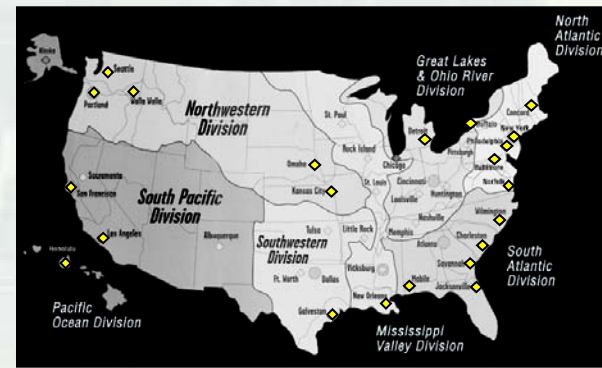 North
Atlantic
Division
Alaska
Great Lakes
& Ohio River
Division
Seattle
Portland
Walla Walla
Northwestern
Division
St. Paul
Concord
Buffalo
New York
Detroit
Philadelphia
Rock Island
Chicago
Pittsburgh
Baltimore
Omaha
Sacramento
San Francisco
South Pacific
Division
Kansas City
St. Louis
Cincinnati
Louisville
Huntington
Norfolk
Nashville
Wilmington
Los Angeles
Albuquerque
Tulsa
Little Rock
Memphis
Charleston
Atlanta
Southwestern
Division
Honolulu
Vicksburg
Savannah
South
Atlantic
Division
Ft. Worth
Dallas
Mobile
Jacksonville
New Orleans
Galveston
Pacific
Ocean Division
Mississippi
Valley Division